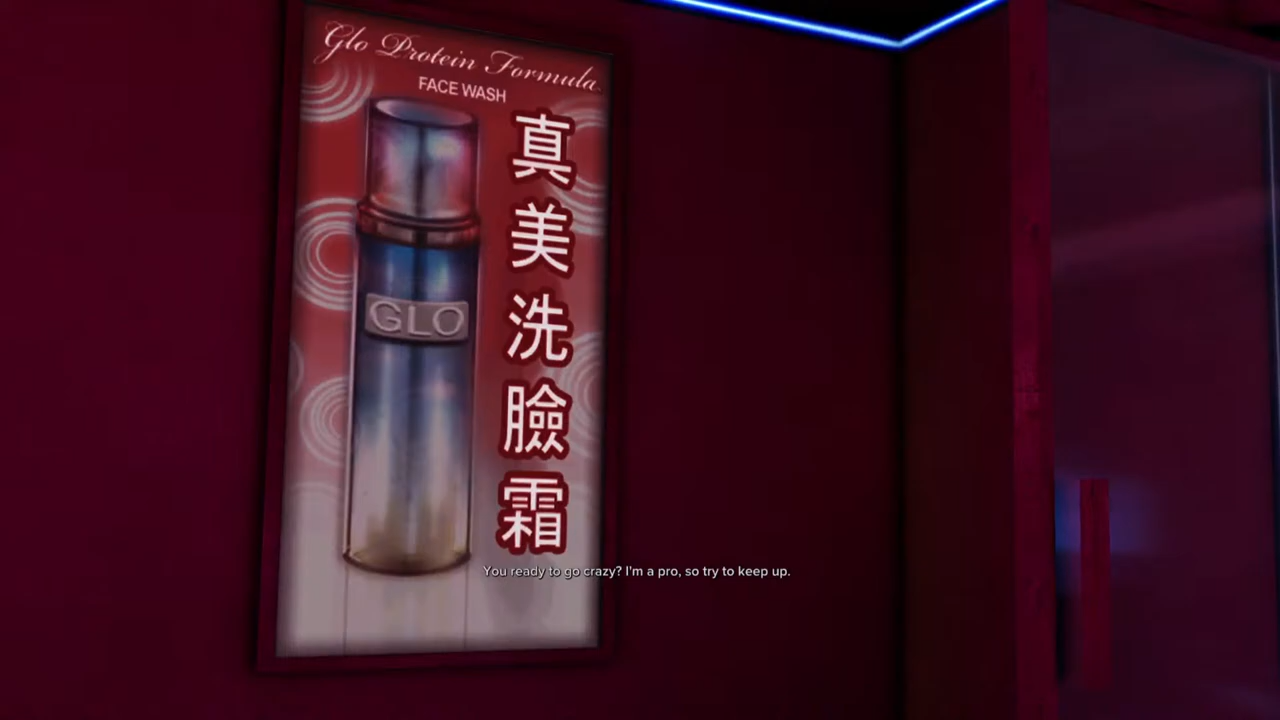 Glo Protein Formula
FACE WASH
真美洗臉霜
GLO
You ready to go crazy? I'm a pro, so try to keep up.